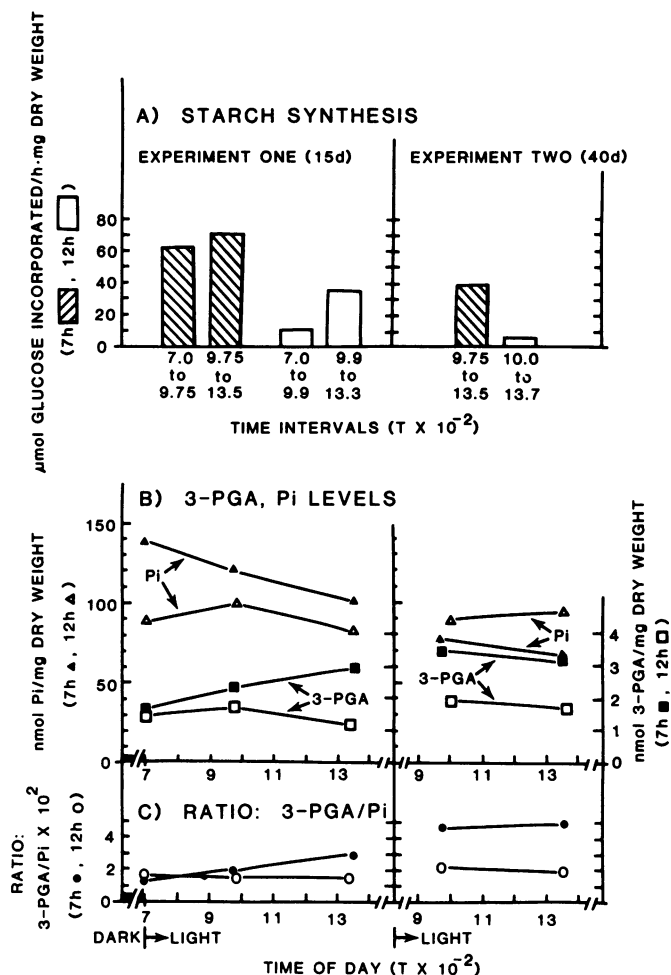 A) STARCH SYNTHESIS
EXPERIMENT ONE (15d)
EXPERIMENT TWO (40d)
μmol GLUCOSE INCORPORATED/h·mg DRY WEIGHT
(7h , 12h )
80
60
40
20
0
7.0 to 9.75
9.75 to 13.5
7.0 to 9.9
9.9 to 13.3
9.75 to 13.5
10.0 to 13.7
TIME INTERVALS (T X 10⁻²)
B) 3-PGA, Pi LEVELS
nmol Pi/mg DRY WEIGHT
(7h ▲, 12h △)
150
100
50
0
Pi
3-PGA
Pi
3-PGA
4
3
2
1
0
nmol 3-PGA/mg DRY WEIGHT
(7h ■, 12h □)
7 9 11 13
9 11 13
C) RATIO: 3-PGA/Pi
RATIO:
3-PGA/Pi X 10²
(7h ●, 12h ○)
4
2
0
7 9 11 13
9 11 13
DARK LIGHT
LIGHT
TIME OF DAY (T X 10⁻²)